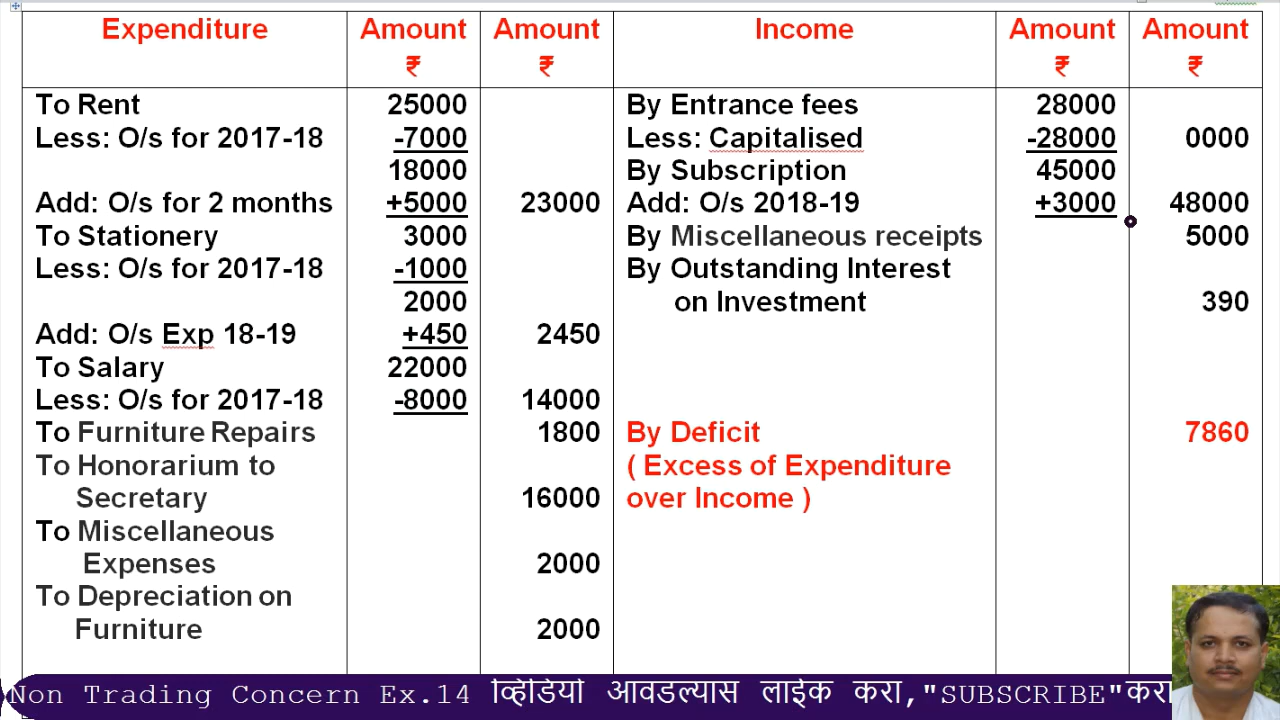 Expenditure Amount ₹ Amount ₹ Income Amount ₹ Amount ₹
To Rent 25000 By Entrance fees 28000
Less: O/s for 2017-18 -7000 Less: Capitalised -28000 0000
18000 By Subscription 45000
Add: O/s for 2 months +5000 23000 Add: O/s 2018-19 +3000 48000
To Stationery 3000 By Miscellaneous receipts 5000
Less: O/s for 2017-18 -1000 By Outstanding Interest
2000 on Investment 390
Add: O/s Exp 18-19 +450 2450
To Salary 22000
Less: O/s for 2017-18 -8000 14000
To Furniture Repairs 1800 By Deficit 7860
To Honorarium to ( Excess of Expenditure
Secretary 16000 over Income )
To Miscellaneous
Expenses 2000
To Depreciation on
Furniture 2000
Non Trading Concern Ex.14 व्हिडियो आवडल्यास लाईक करा,"SUBSCRIBE"करा